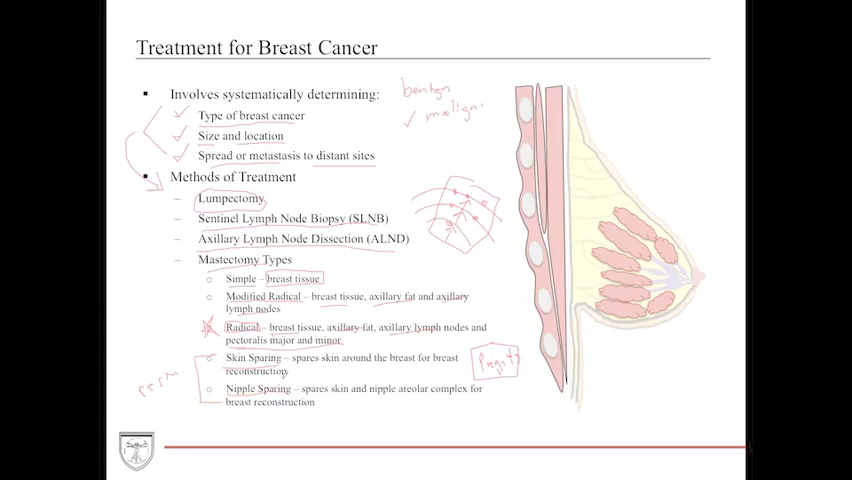 Treatment for Breast Cancer
Involves systematically determining:
benign
Type of breast cancer
malign.
Size and location
Spread or metastasis to distant sites
Methods of Treatment
Lumpectomy
Sentinel Lymph Node Biopsy (SLNB)
Axillary Lymph Node Dissection (ALND)
Mastectomy Types
Simple – breast tissue
Modified Radical – breast tissue, axillary fat and axillary
lymph nodes
Radical – breast tissue, axillary fat, axillary lymph nodes and
pectoralis major and minor
Skin Sparing – spares skin around the breast for breast
reconstruction
Nipple Sparing – spares skin and nipple areolar complex for
breast reconstruction